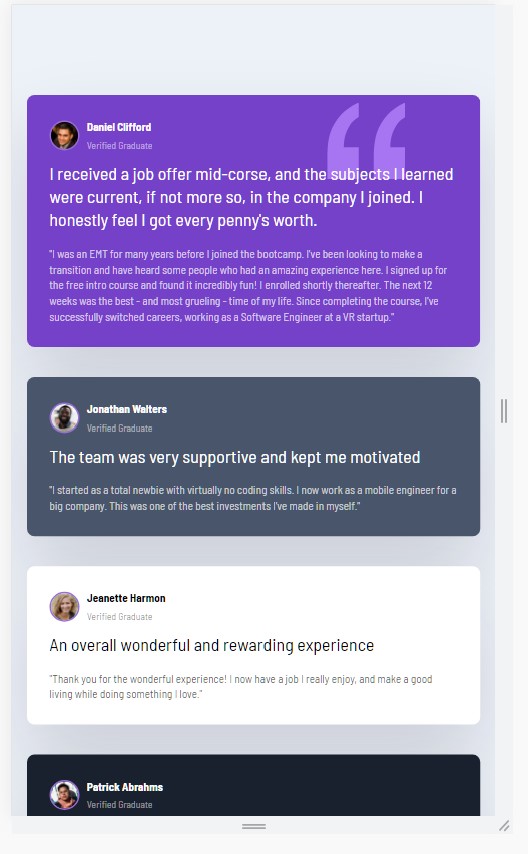 Daniel Clifford
Verified Graduate
I received a job offer mid-corse, and the subjects I learned
were current, if not more so, in the company I joined. I
honestly feel I got every penny's worth.
"I was an EMT for many years before I joined the bootcamp. I've been looking to make a
transition and have heard some people who had an amazing experience here. I signed up for
the free intro course and found it incredibly fun! I enrolled shortly thereafter. The next 12
weeks was the best - and most grueling - time of my life. Since completing the course, I've
successfully switched careers, working as a Software Engineer at a VR startup."
Jonathan Walters
Verified Graduate
The team was very supportive and kept me motivated
"I started as a total newbie with virtually no coding skills. I now work as a mobile engineer for a
big company. This was one of the best investments I've made in myself."
Jeanette Harmon
Verified Graduate
An overall wonderful and rewarding experience
"Thank you for the wonderful experience! I now have a job I really enjoy, and make a good
living while doing something I love."
Patrick Abrahms
Verified Graduate